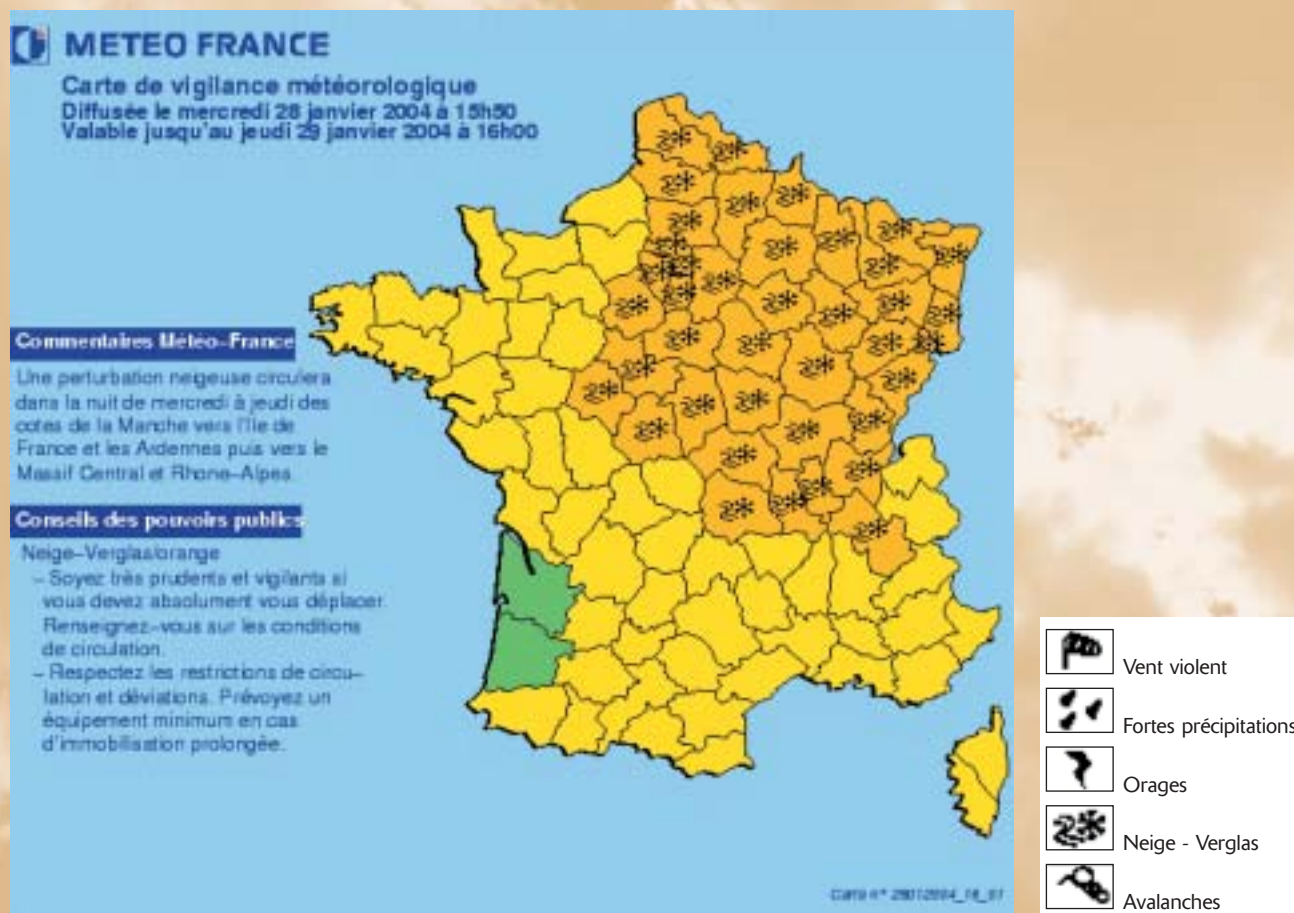 METEO FRANCE
Carte de vigilance météorologique
Diffusée le mercredi 28 janvier 2004 à 15h50
Valable jusqu'au jeudi 29 janvier 2004 à 16h00
Commentaires Météo-France
Une perturbation neigeuse circulera
dans la nuit de mercredi à jeudi des
cotes de la Manche vers l'Ile de
France et les Ardennes puis vers le
Massif Central et Rhone-Alpes.
Conseils des pouvoirs publics
Neige-Verglas/orange
- Soyez très prudents et vigilants si
vous devez absolument vous déplacer.
Renseignez-vous sur les conditions
de circulation.
- Respectez les restrictions de circu-
lation et déviations. Prévoyez un
équipement minimum en cas
d'immobilisation prolongée.
Carte n° 28012004_16_01
Vent violent
Fortes précipitations
Orages
Neige - Verglas
Avalanches